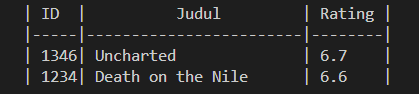 | ID  |         Judul         | Rating |
|-----|-----------------------|--------|
| 1346| Uncharted             | 6.7    |
| 1234| Death on the Nile     | 6.6    |